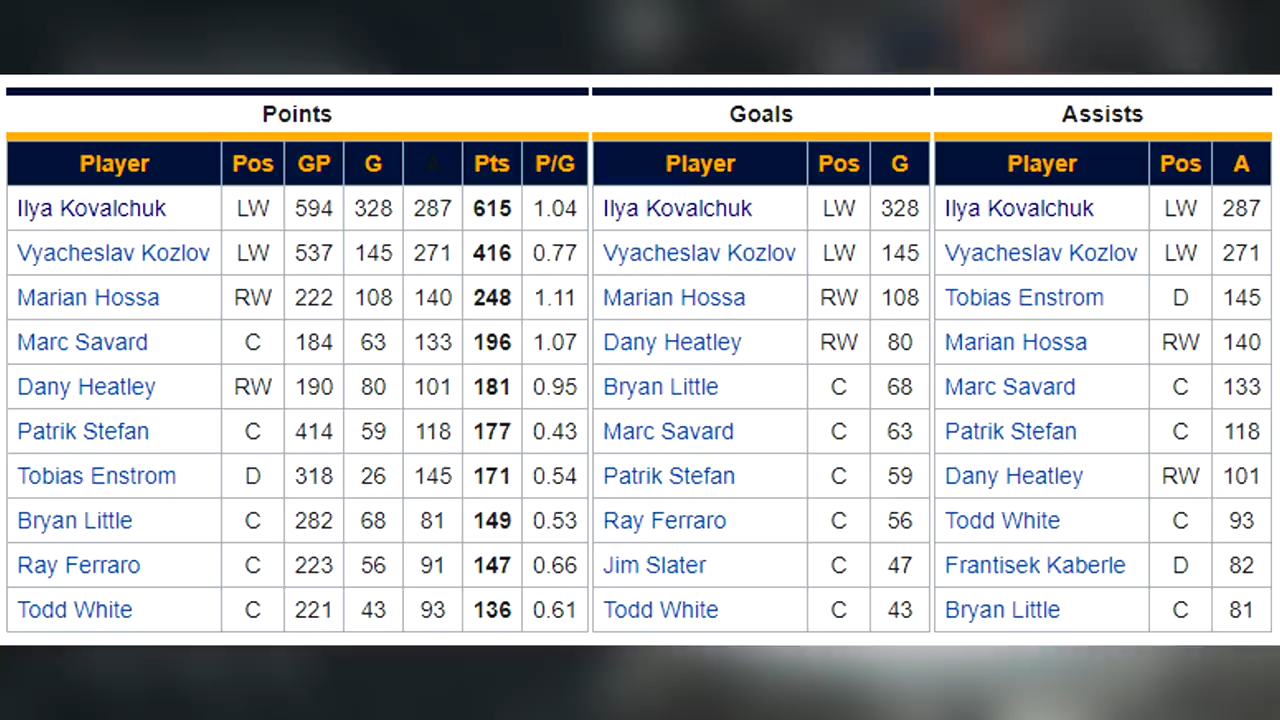 Points Goals Assists
Player Pos GP G A Pts P/G Player Pos G Player Pos A
Ilya Kovalchuk LW 594 328 287 615 1.04 Ilya Kovalchuk LW 328 Ilya Kovalchuk LW 287
Vyacheslav Kozlov LW 537 145 271 416 0.77 Vyacheslav Kozlov LW 145 Vyacheslav Kozlov LW 271
Marian Hossa RW 222 108 140 248 1.11 Marian Hossa RW 108 Tobias Enstrom D 145
Marc Savard C 184 63 133 196 1.07 Dany Heatley RW 80 Marian Hossa RW 140
Dany Heatley RW 190 80 101 181 0.95 Bryan Little C 68 Marc Savard C 133
Patrik Stefan C 414 59 118 177 0.43 Marc Savard C 63 Patrik Stefan C 118
Tobias Enstrom D 318 26 145 171 0.54 Patrik Stefan C 59 Dany Heatley RW 101
Bryan Little C 282 68 81 149 0.53 Ray Ferraro C 56 Todd White C 93
Ray Ferraro C 223 56 91 147 0.66 Jim Slater C 47 Frantisek Kaberle D 82
Todd White C 221 43 93 136 0.61 Todd White C 43 Bryan Little C 81